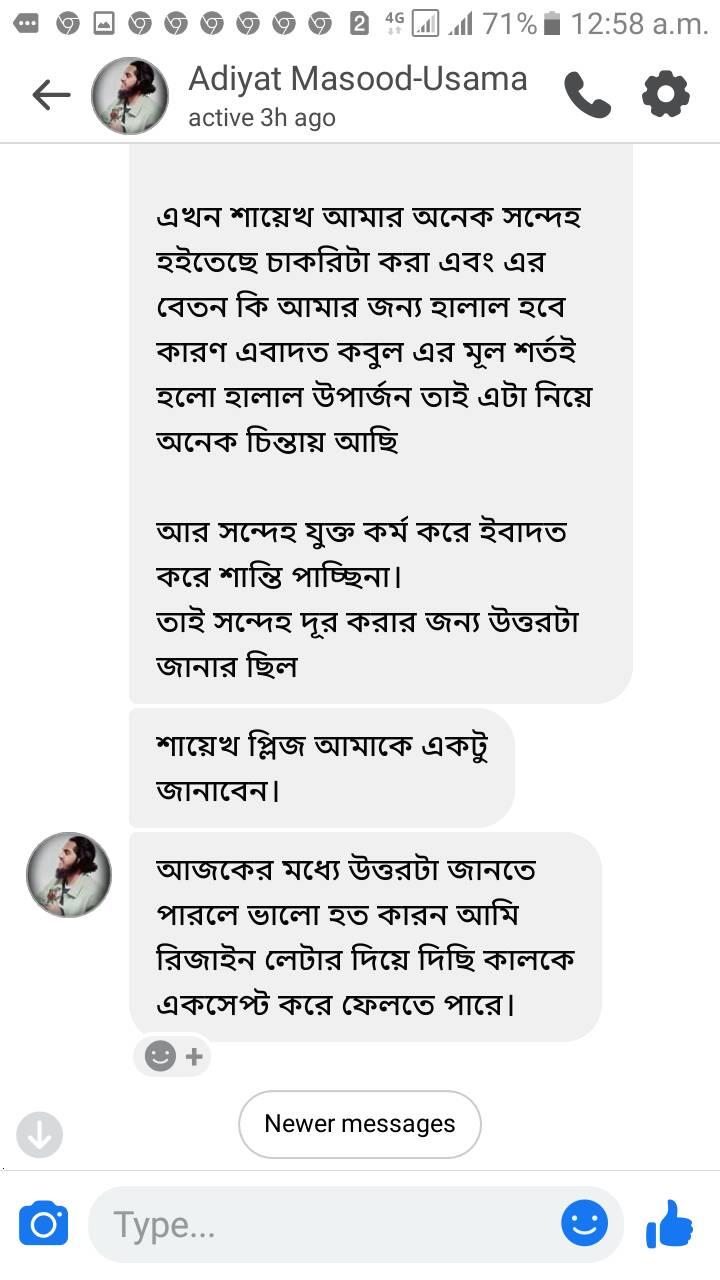 2 4G 71% 12:58 a.m.
Adiyat Masood-Usama
active 3h ago
এখন শায়েখ আমার অনেক সন্দেহ
হইতেছে চাকরিটা করা এবং এর
বেতন কি আমার জন্য হালাল হবে
কারণ এবাদত কবুল এর মূল শর্তই
হলো হালাল উপার্জন তাই এটা নিয়ে
অনেক চিন্তায় আছি
আর সন্দেহ যুক্ত কর্ম করে ইবাদত
করে শান্তি পাচ্ছিনা।
তাই সন্দেহ দূর করার জন্য উত্তরটা
জানার ছিল
শায়েখ প্লিজ আমাকে একটু
জানাবেন।
আজকের মধ্যে উত্তরটা জানতে
পারলে ভালো হত কারন আমি
রিজাইন লেটার দিয়ে দিছি কালকে
একসেপ্ট করে ফেলতে পারে।
Newer messages
Type...